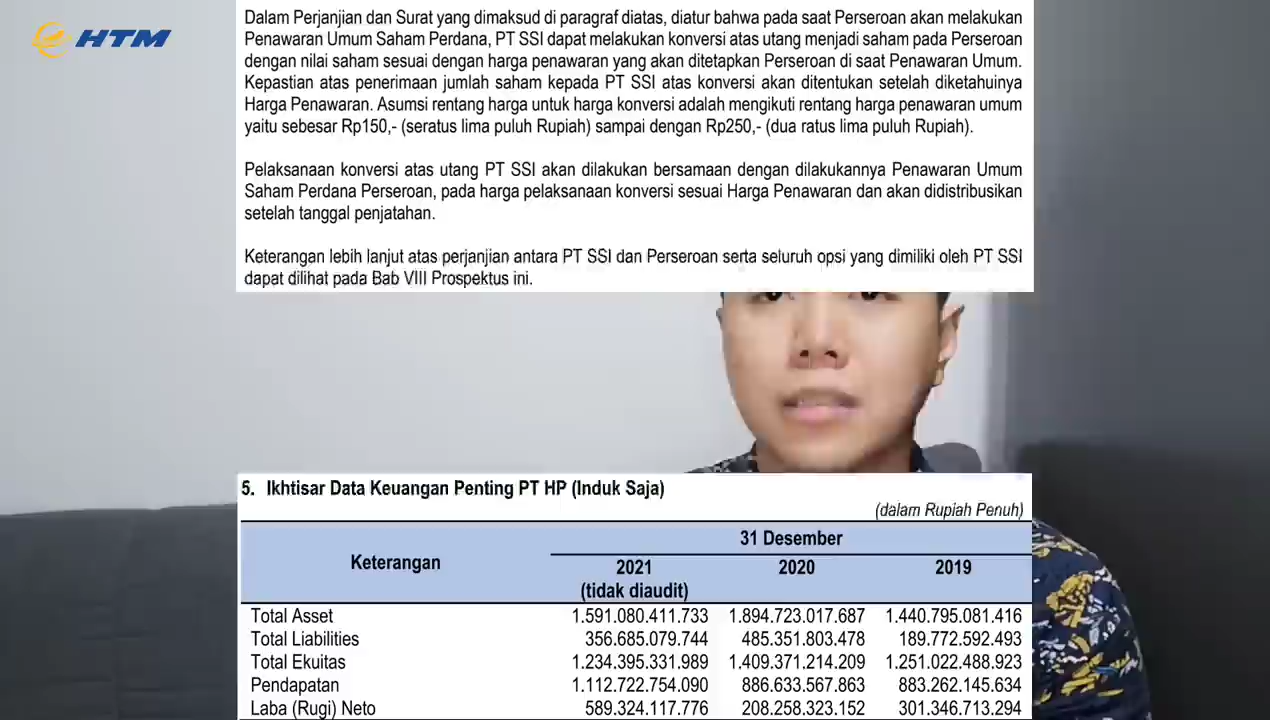 HTM
Dalam Perjanjian dan Surat yang dimaksud di paragraf diatas, diatur bahwa pada saat Perseroan akan melakukan
Penawaran Umum Saham Perdana, PT SSI dapat melakukan konversi atas utang menjadi saham pada Perseroan
dengan nilai saham sesuai dengan harga penawaran yang akan ditetapkan Perseroan di saat Penawaran Umum.
Kepastian atas penerimaan jumlah saham kepada PT SSI atas konversi akan ditentukan setelah diketahuinya
Harga Penawaran. Asumsi rentang harga untuk harga konversi adalah mengikuti rentang harga penawaran umum
yaitu sebesar Rp150,- (seratus lima puluh Rupiah) sampai dengan Rp250,- (dua ratus lima puluh Rupiah).
Pelaksanaan konversi atas utang PT SSI akan dilakukan bersamaan dengan dilakukannya Penawaran Umum
Saham Perdana Perseroan, pada harga pelaksanaan konversi sesuai Harga Penawaran dan akan didistribusikan
setelah tanggal penjatahan.
Keterangan lebih lanjut atas perjanjian antara PT SSI dan Perseroan serta seluruh opsi yang dimiliki oleh PT SSI
dapat dilihat pada Bab VIII Prospektus ini.
5. Ikhtisar Data Keuangan Penting PT HP (Induk Saja)
(dalam Rupiah Penuh)
Keterangan 31 Desember
2021 2020 2019
(tidak diaudit)
Total Asset 1.591.080.411.733 1.894.723.017.687 1.440.795.081.416
Total Liabilities 356.685.079.744 485.351.803.478 189.772.592.493
Total Ekuitas 1.234.395.331.989 1.409.371.214.209 1.251.022.488.923
Pendapatan 1.112.722.754.090 886.633.567.863 883.262.145.634
Laba (Rugi) Neto 589.324.117.776 208.258.323.152 301.346.713.294